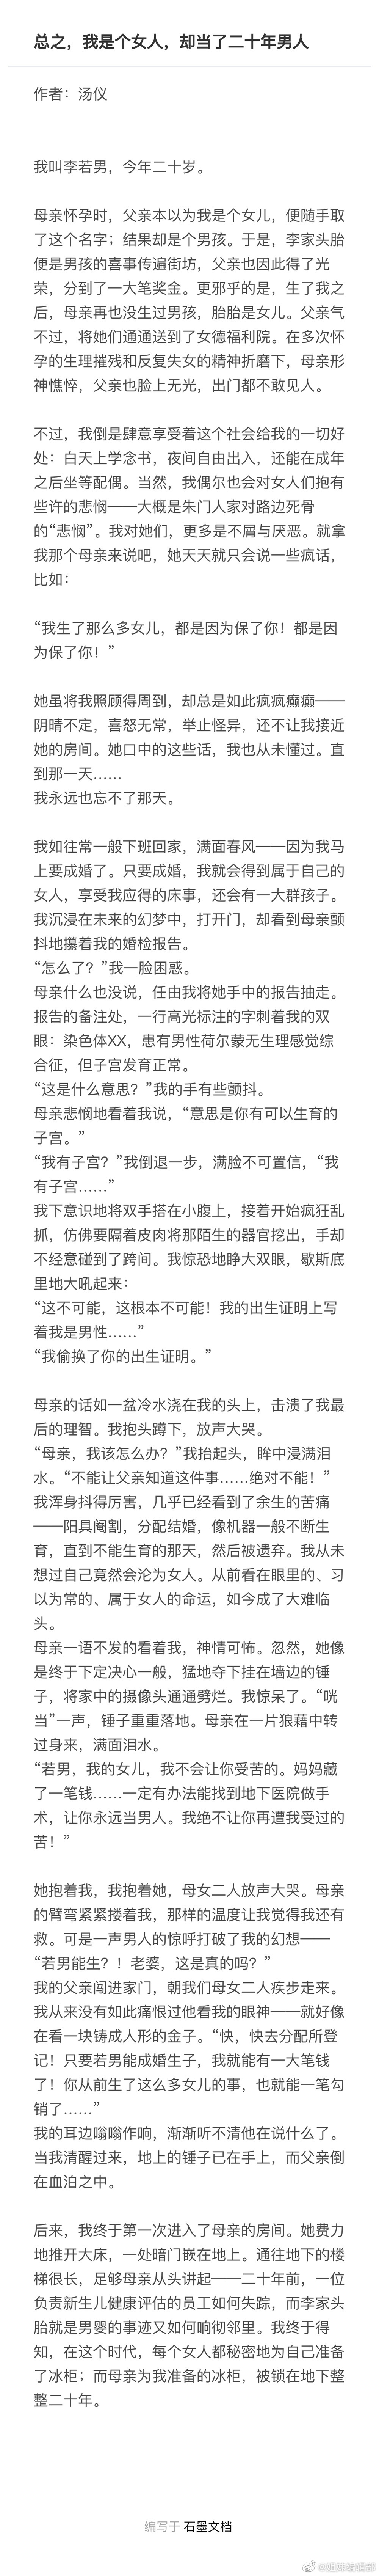 总之，我是个女人，却当了二十年男人
作者：汤仪
我叫李若男，今年二十岁。
母亲怀孕时，父亲本以为我是个女儿，便随手取
了这个名字；结果却是个男孩。于是，李家头胎
便是男孩的喜事传遍街坊，父亲也因此得了光
荣，分到了一大笔奖金。更邪乎的是，生了我之
后，母亲再也没生过男孩，胎胎是女儿。父亲气
不过，将她们通通送到了女德福利院。在多次怀
孕的生理摧残和反复失女的精神折磨下，母亲形
神憔悴，父亲也脸上无光，出门都不敢见人。
不过，我倒是肆意享受着这个社会给我的一切好
处：白天上学念书，夜间自由出入，还能在成年
之后坐等配偶。当然，我偶尔也会对女人们抱有
些许的悲悯——大概是朱门人家对路边死骨
的“悲悯”。我对她们，更多是不屑与厌恶。就拿
我那个母亲来说吧，她天天就只会说一些疯话，
比如：
“我生了那么多女儿，都是因为保了你！都是因
为保了你！”
她虽将我照顾得周到，却总是如此疯疯癫癫——
阴晴不定，喜怒无常，举止怪异，还不让我接近
她的房间。她口中的这些话，我也从未懂过。直
到那一天……
我永远也忘不了那天。
我如往常一般下班回家，满面春风——因为我马
上要成婚了。只要成婚，我就会得到属于自己的
女人，享受我应得的床事，还会有一大群孩子。
我沉浸在未来的幻梦中，打开门，却看到母亲颤
抖地攥着我的婚检报告。
“怎么了？”我一脸困惑。
母亲什么也没说，任由我将她手中的报告抽走。
报告的备注处，一行高光标注的字刺着我的双
眼：染色体XX，患有男性荷尔蒙无生理感觉综
合征，但子宫发育正常。
“这是什么意思？”我的手有些颤抖。
母亲悲悯地看着我说，“意思是你有可以生育的
子宫。”
“我有子宫？”我倒退一步，满脸不可置信，“我
有子宫……”
我下意识地将双手搭在小腹上，接着开始疯狂乱
抓，仿佛要隔着皮肉将那陌生的器官挖出，手却
不经意碰到了跨间。我惊恐地睁大双眼，歇斯底
里地大吼起来：
“这不可能，这根本不可能！我的出生证明上写
着我是男性……”
“我偷换了你的出生证明。”
母亲的话如一盆冷水浇在我的头上，击溃了我最
后的理智。我抱头蹲下，放声大哭。
“母亲，我该怎么办？”我抬起头，眸中浸满泪
水。“不能让父亲知道这件事……绝对不能！”
我浑身抖得厉害，几乎已经看到了余生的苦痛
——阳具阉割，分配结婚，像机器一般不断生
育，直到不能生育的那天，然后被遗弃。我从未
想过自己竟然会沦为女人。从前看在眼里的、习
以为常的、属于女人的命运，如今成了大难临
头。
母亲一语不发的看着我，神情可怖。忽然，她像
是终于下定决心一般，猛地夺下挂在墙边的锤
子，将家中的摄像头通通劈烂。我惊呆了。“咣
当”一声，锤子重重落地。母亲在一片狼藉中转
过身来，满面泪水。
“若男，我的女儿，我不会让你受苦的。妈妈藏
了一笔钱……一定有办法能找到地下医院做手
术，让你永远当男人。我绝不让你再遭我受过的
苦！”
她抱着我，我抱着她，母女二人放声大哭。母亲
的臂弯紧紧搂着我，那样的温度让我觉得我还有
救。可是一声男人的惊呼打破了我的幻想——
“若男能生？！老婆，这是真的吗？”
我的父亲闯进家门，朝我们母女二人疾步走来。
我从来没有如此痛恨过他看我的眼神——就好像
在看一块铸成人形的金子。“快，快去分配所登
记！只要若男能成婚生子，我就能有一大笔钱
了！你从前生了这么多女儿的事，也就能一笔勾
销了……”
我的耳边嗡嗡作响，渐渐听不清他在说什么了。
当我清醒过来，地上的锤子已在手上，而父亲倒
在血泊之中。
后来，我终于第一次进入了母亲的房间。她费力
地推开大床，一处暗门嵌在地上。通往地下的楼
梯很长，足够母亲从头讲起——二十年前，一位
负责新生儿健康评估的员工如何失踪，而李家头
胎就是男婴的事迹又如何响彻邻里。我终于得
知，在这个时代，每个女人都秘密地为自己准备
了冰柜；而母亲为我准备的冰柜，被锁在地下整
整二十年。
编写于 石墨文档